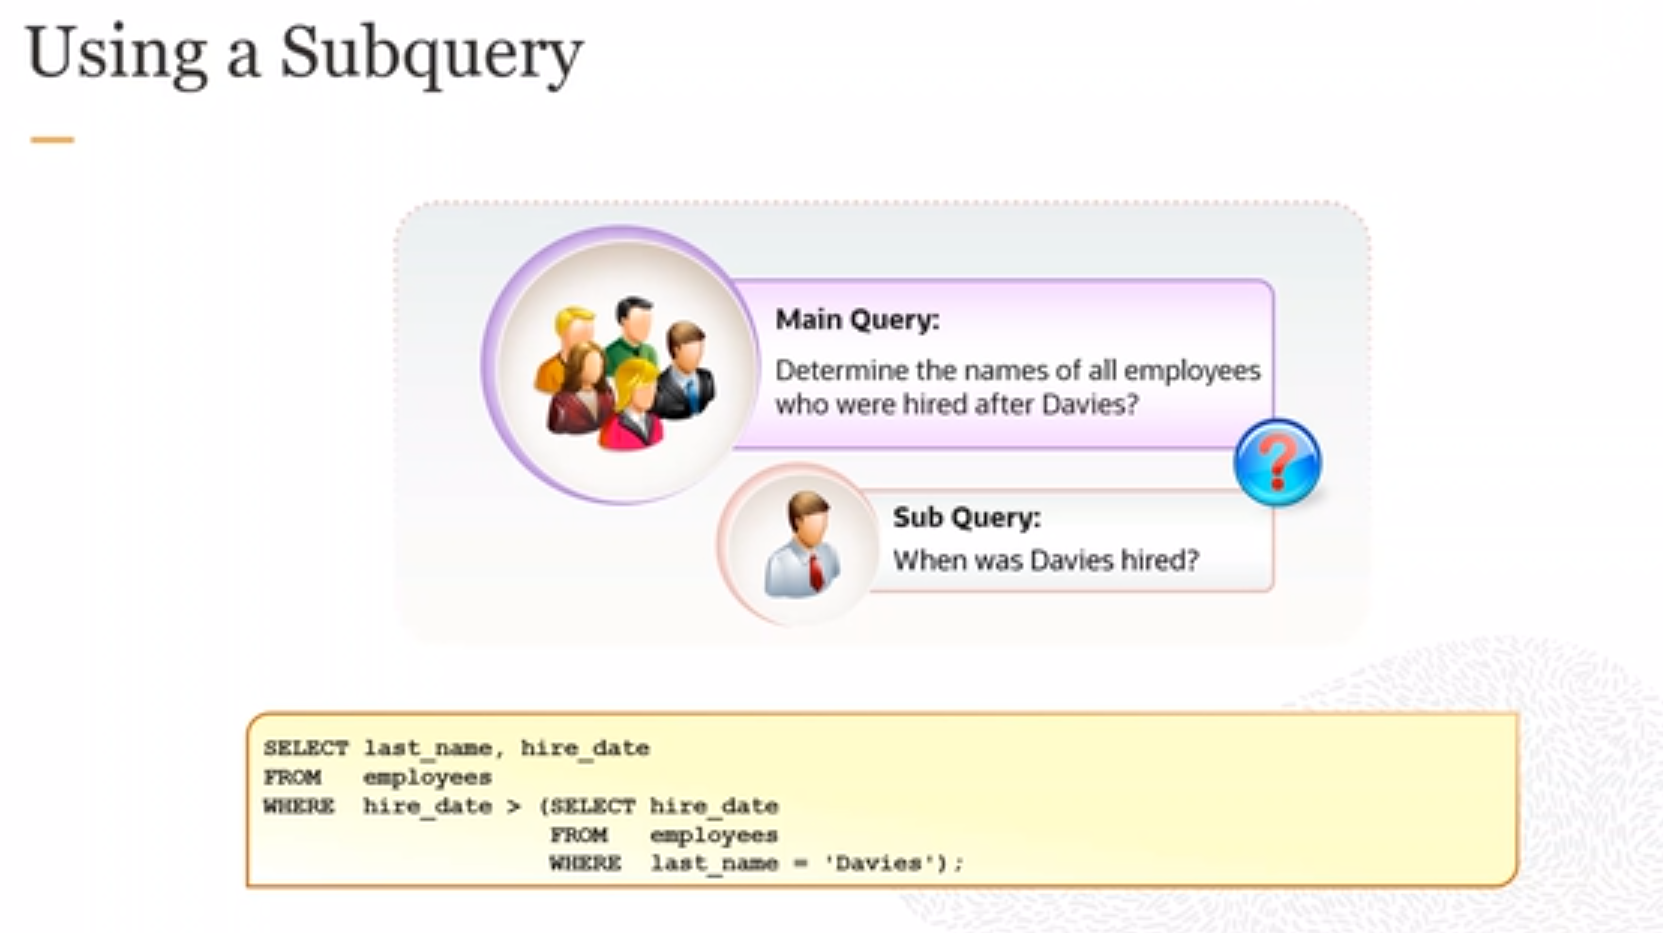 Using a Subquery
Main Query:
Determine the names of all employees
who were hired after Davies?
?
Sub Query:
When was Davies hired?
SELECT last_name, hire_date
FROM   employees
WHERE  hire_date > (SELECT hire_date
                    FROM   employees
                    WHERE  last_name = 'Davies');